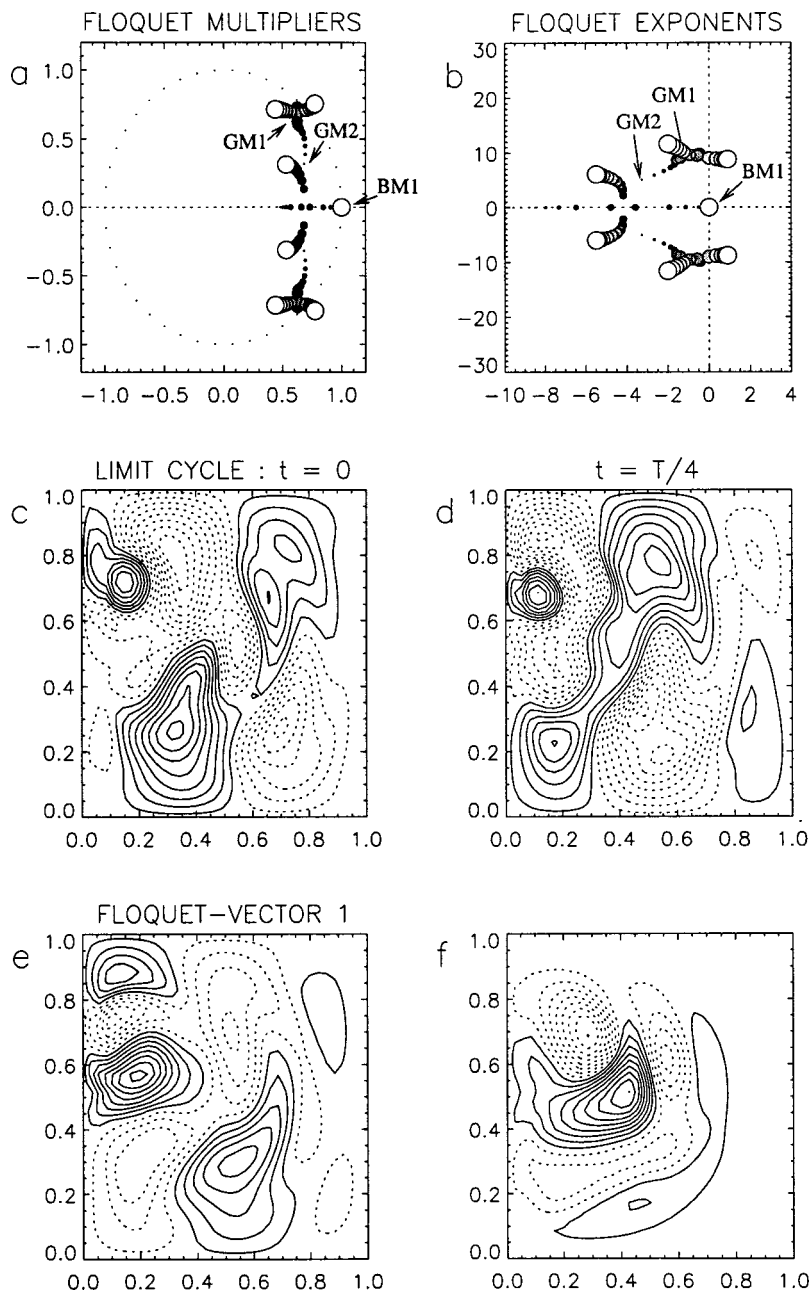 FLOQUET MULTIPLIERS
FLOQUET EXPONENTS
a
1.0
0.5
0.0
-0.5
-1.0
GM1
GM2
BM1
-1.0 -0.5 0.0 0.5 1.0
b
30
20
10
0
-10
-20
-30
GM1
GM2
BM1
-10 -8 -6 -4 -2 0 2 4
LIMIT CYCLE : t = 0
t = T/4
c
1.0
0.8
0.6
0.4
0.2
0.0
0.0 0.2 0.4 0.6 0.8 1.0
d
1.0
0.8
0.6
0.4
0.2
0.0
0.0 0.2 0.4 0.6 0.8 1.0
FLOQUET-VECTOR 1
e
1.0
0.8
0.6
0.4
0.2
0.0
0.0 0.2 0.4 0.6 0.8 1.0
f
1.0
0.8
0.6
0.4
0.2
0.0
0.0 0.2 0.4 0.6 0.8 1.0